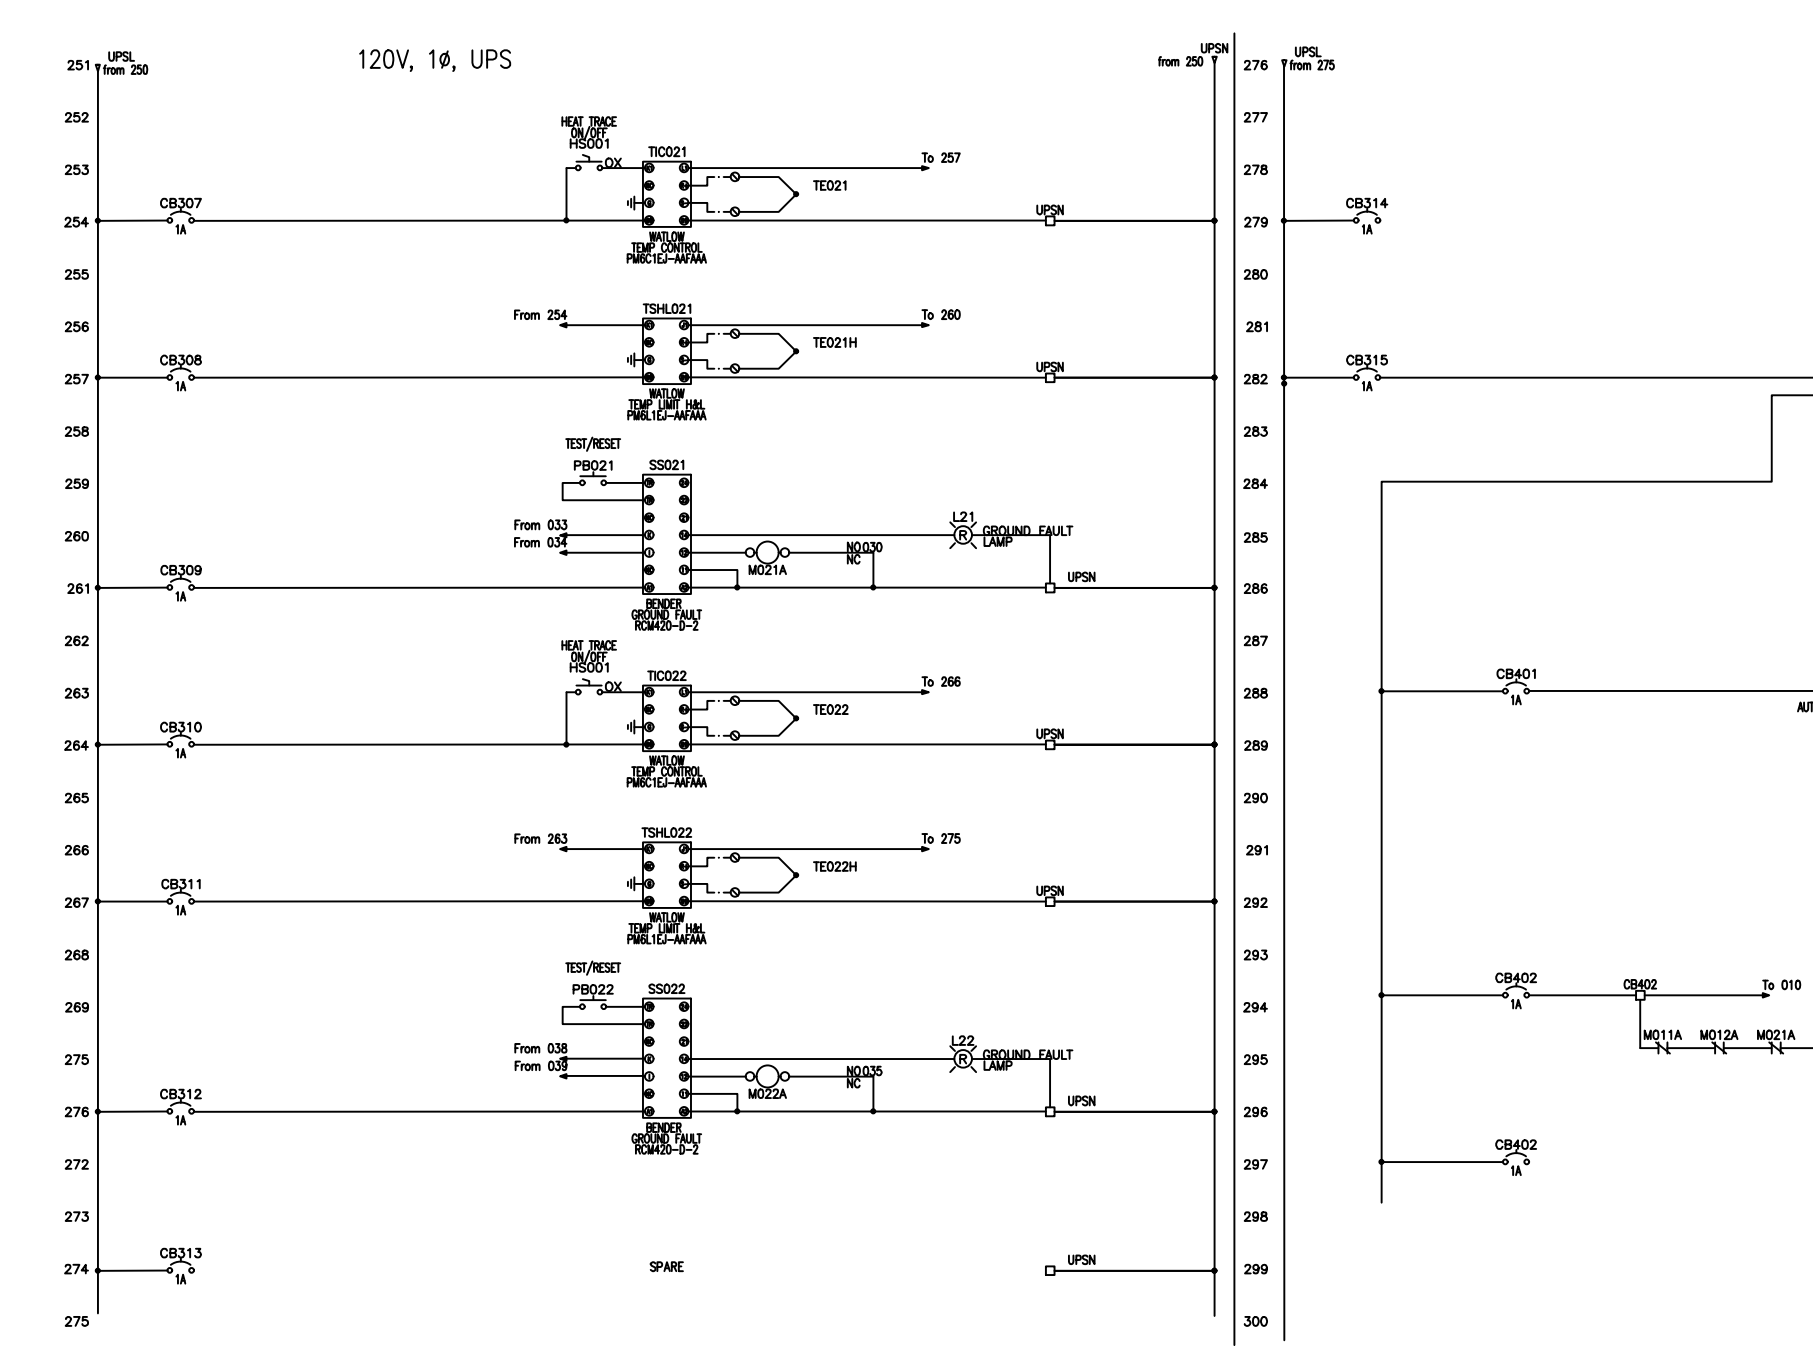 120V, 1ø, UPS
UPSL
from 250
UPSN
from 250
251
252
HEAT TRACE
ON/OFF
HS001
OX
TIC021
To 257
253
TE021
CB307
UPSN
254
1A
WATLOW
TEMP CONTROL
PM6C1EJ-AAFAAA
255
TSHL021
From 254
To 260
256
TE021H
CB308
UPSN
257
1A
WATLOW
TEMP LIMIT H&L
PM6L1EJ-AAFAAA
258
TEST/RESET
PB021
SS021
259
L21
R
GROUND FAULT
LAMP
From 033
260
From 034
NO030
NC
M021A
CB309
UPSN
261
1A
BENDER
GROUND FAULT
RCM420-D-2
262
HEAT TRACE
ON/OFF
HS001
OX
TIC022
To 266
263
TE022
CB310
UPSN
264
1A
WATLOW
TEMP CONTROL
PM6C1EJ-AAFAAA
265
TSHL022
From 263
To 275
266
TE022H
CB311
UPSN
267
1A
WATLOW
TEMP LIMIT H&L
PM6L1EJ-AAFAAA
268
TEST/RESET
PB022
SS022
269
L22
R
GROUND FAULT
LAMP
From 038
275
From 039
NO035
NC
M022A
CB312
UPSN
276
1A
BENDER
GROUND FAULT
RCM420-D-2
272
273
CB313
SPARE
UPSN
274
1A
275
UPSL
from 275
276
277
278
CB314
279
1A
280
281
CB315
282
1A
283
284
285
286
287
CB401
288
1A
AUT
289
290
291
292
293
CB402
CB402
To 010
294
1A
M011A M012A M021A
295
296
CB402
297
1A
298
299
300